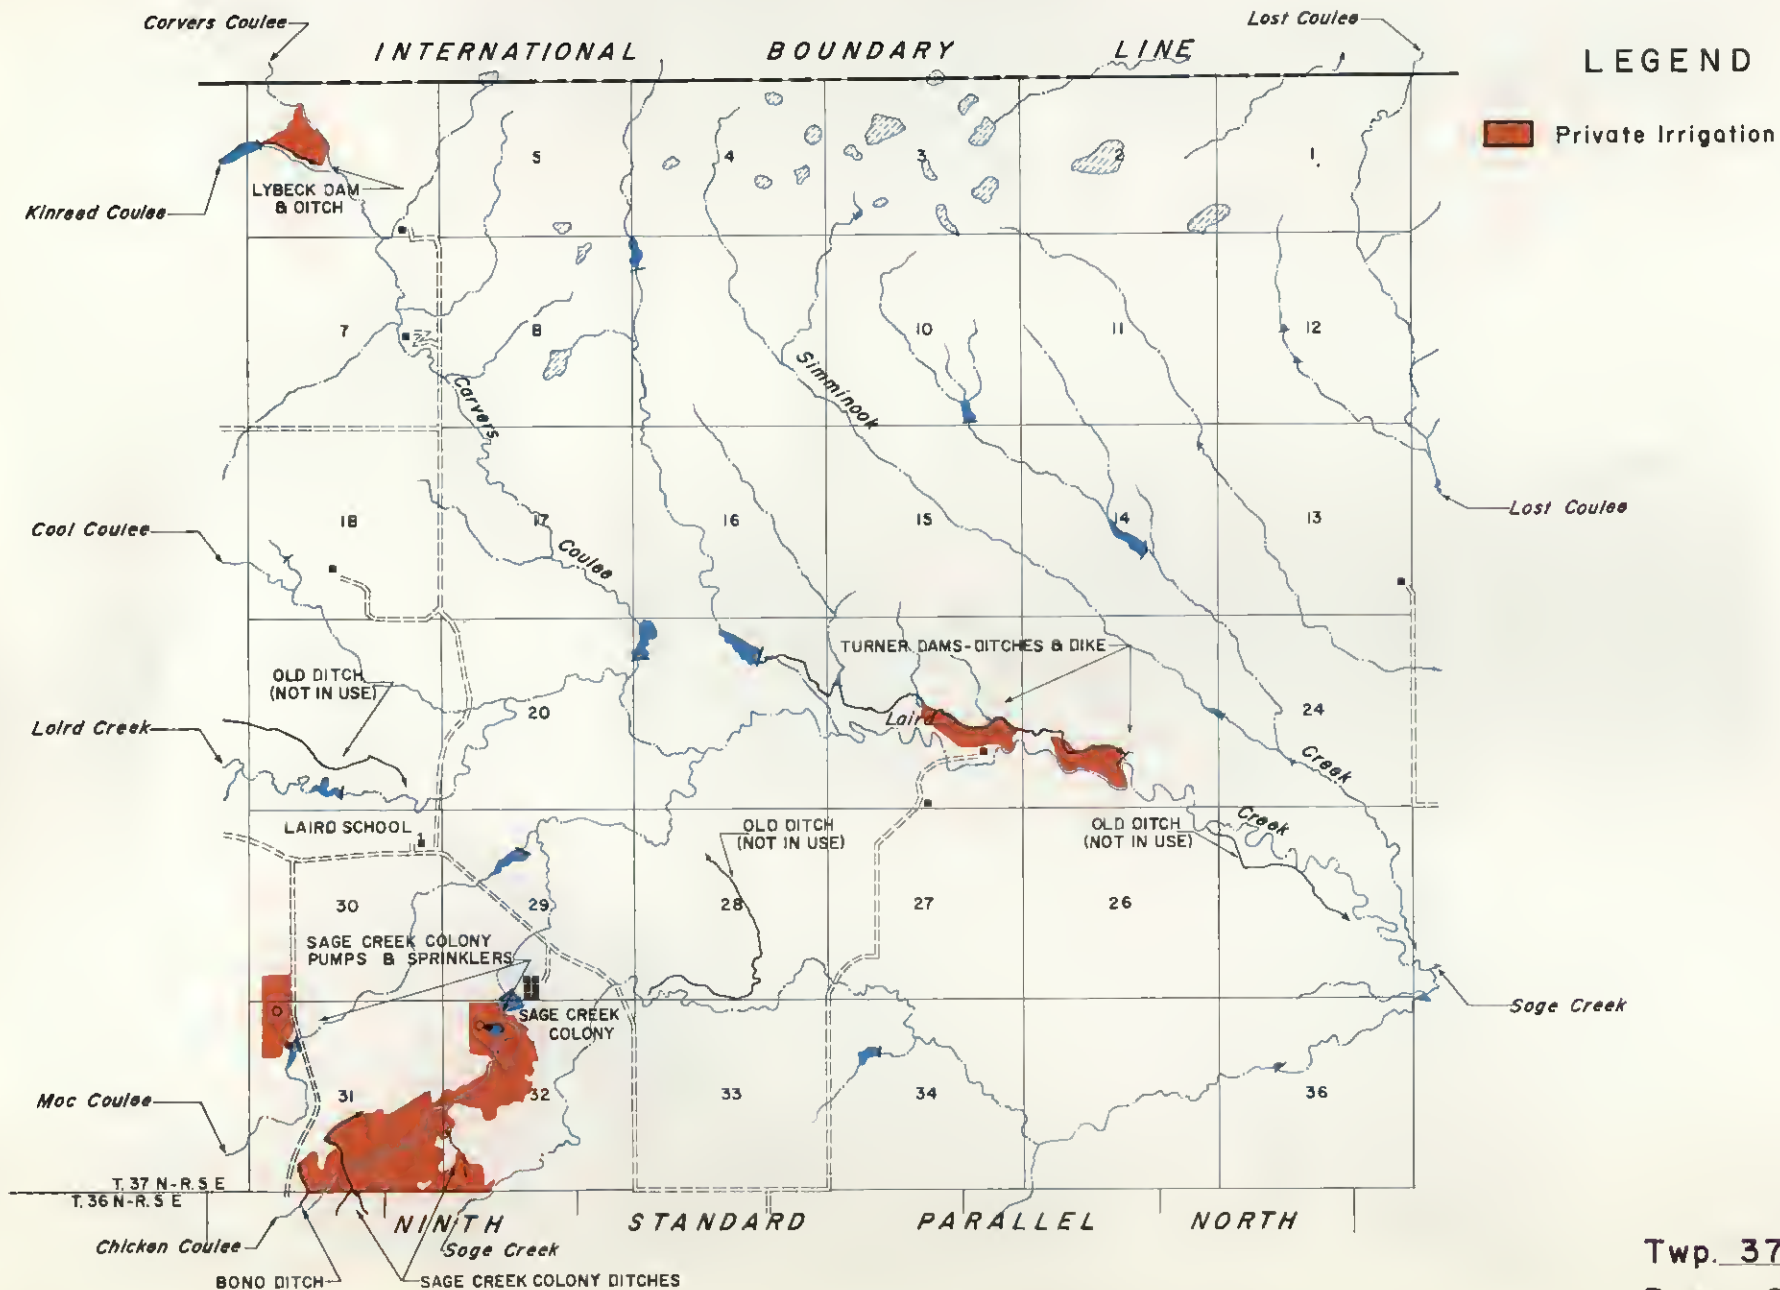 Corvers Coulee
Lost Coulee
INTERNATIONAL BOUNDARY LINE
LEGEND
Private Irrigation
5
4
3
2
1
LYBECK DAM
& DITCH
Kinread Coulee
7
8
10
11
12
Simminook
Carvers
18
17
16
15
14
13
Lost Coulee
Cool Coulee
Coulee
TURNER DAMS-DITCHES & DIKE
OLD DITCH
(NOT IN USE)
20
Laird
24
Laird Creek
Creek
LAIRD SCHOOL
OLD DITCH
(NOT IN USE)
OLD DITCH
(NOT IN USE)
Creek
30
29
28
27
26
SAGE CREEK COLONY
PUMPS & SPRINKLERS
SAGE CREEK
COLONY
Sage Creek
31
32
33
34
36
Moc Coulee
T. 37 N-R. 5 E
T. 36 N-R. 5 E
NINTH STANDARD PARALLEL NORTH
Chicken Coulee
Sage Creek
BONO DITCH
SAGE CREEK COLONY DITCHES
Twp. 37